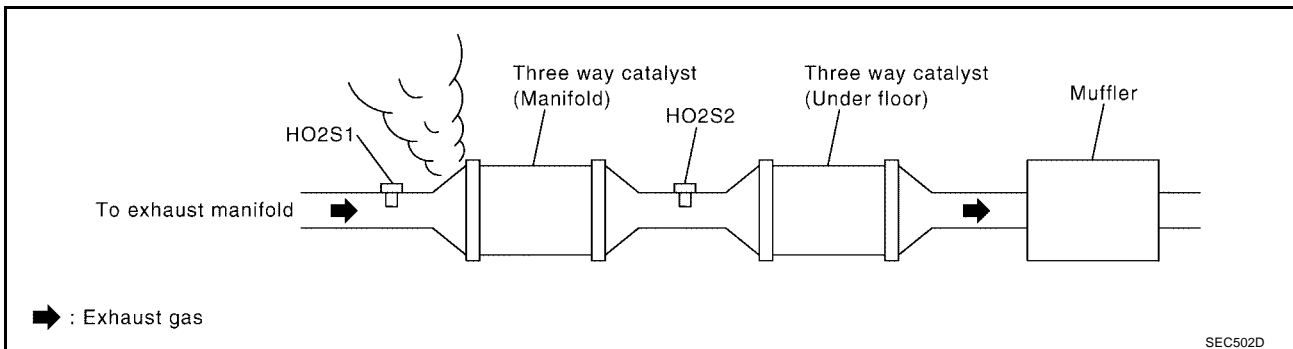 Three way catalyst
(Manifold)
Three way catalyst
(Under floor)
Muffler
HO2S1
HO2S2
To exhaust manifold
: Exhaust gas
SEC502D